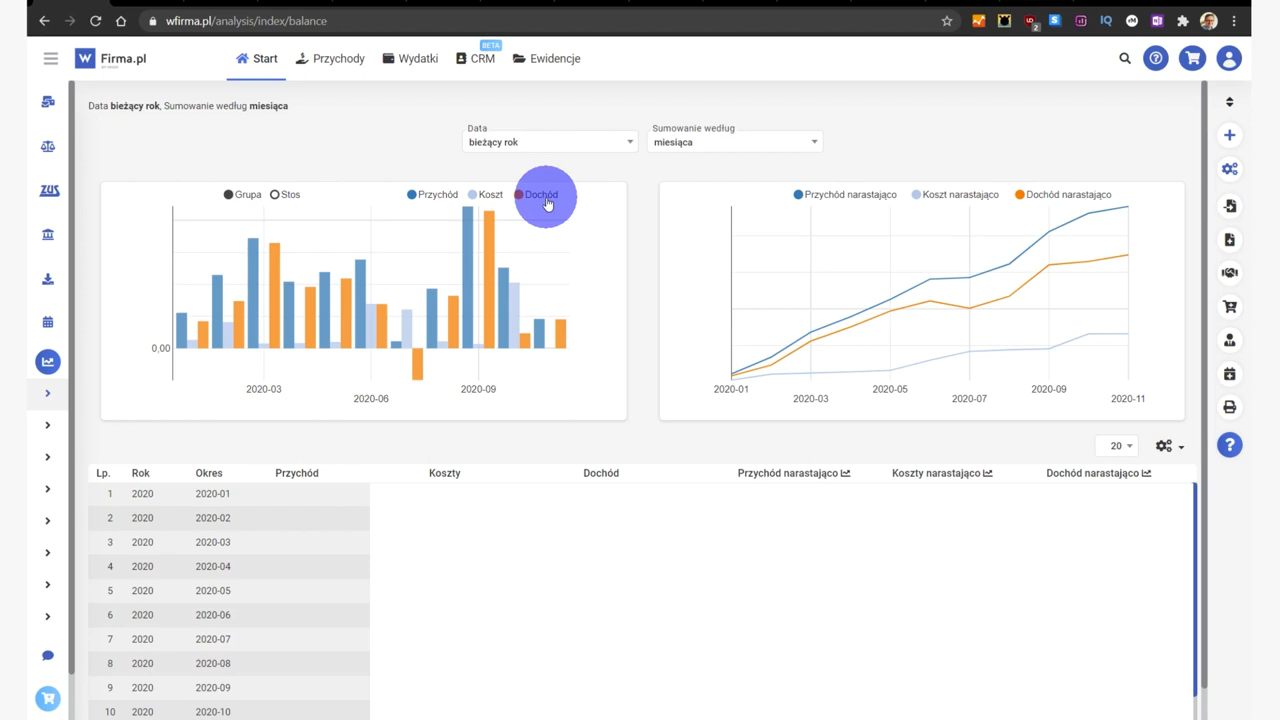 wfirma.pl/analysis/index/balance
W Firma.pl
Start
Przychody
Wydatki
BETA
CRM
Ewidencje
Data bieżący rok, Sumowanie według miesiąca
Data
bieżący rok
Sumowanie według
miesiąca
Grupa Stos Przychód Koszt Dochód
0,00
2020-03
2020-06
2020-09
Przychód narastająco Koszt narastająco Dochód narastająco
2020-01
2020-03
2020-05
2020-07
2020-09
2020-11
ZUS
20
Lp. Rok Okres Przychód Koszty Dochód Przychód narastająco Koszty narastająco Dochód narastająco
1 2020 2020-01
2 2020 2020-02
3 2020 2020-03
4 2020 2020-04
5 2020 2020-05
6 2020 2020-06
7 2020 2020-07
8 2020 2020-08
9 2020 2020-09
10 2020 2020-10